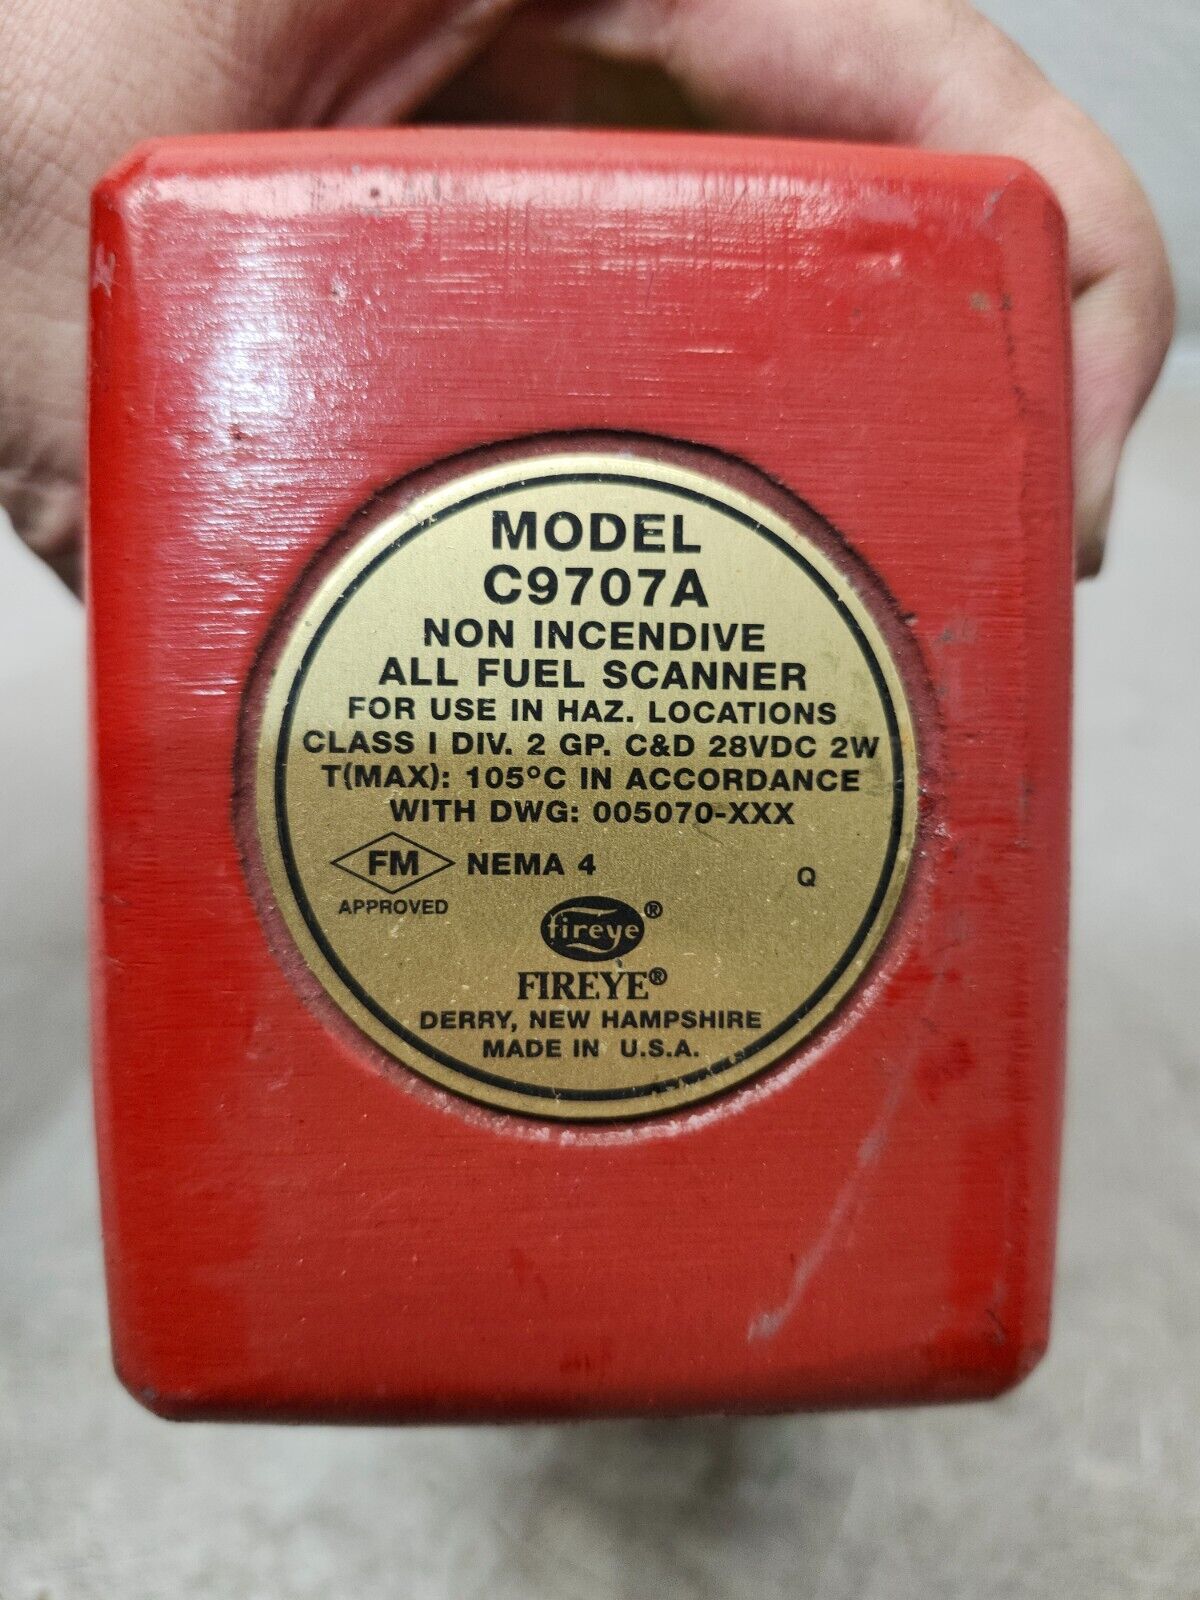 MODEL
C9707A
NON INCENDIVE
ALL FUEL SCANNER
FOR USE IN HAZ. LOCATIONS
CLASS I DIV. 2 GP. C&D 28VDC 2W
T(MAX): 105°C IN ACCORDANCE
WITH DWG: 005070-XXX
FM NEMA 4 Q
APPROVED
fireye®
FIREYE®
DERRY, NEW HAMPSHIRE
MADE IN U.S.A.